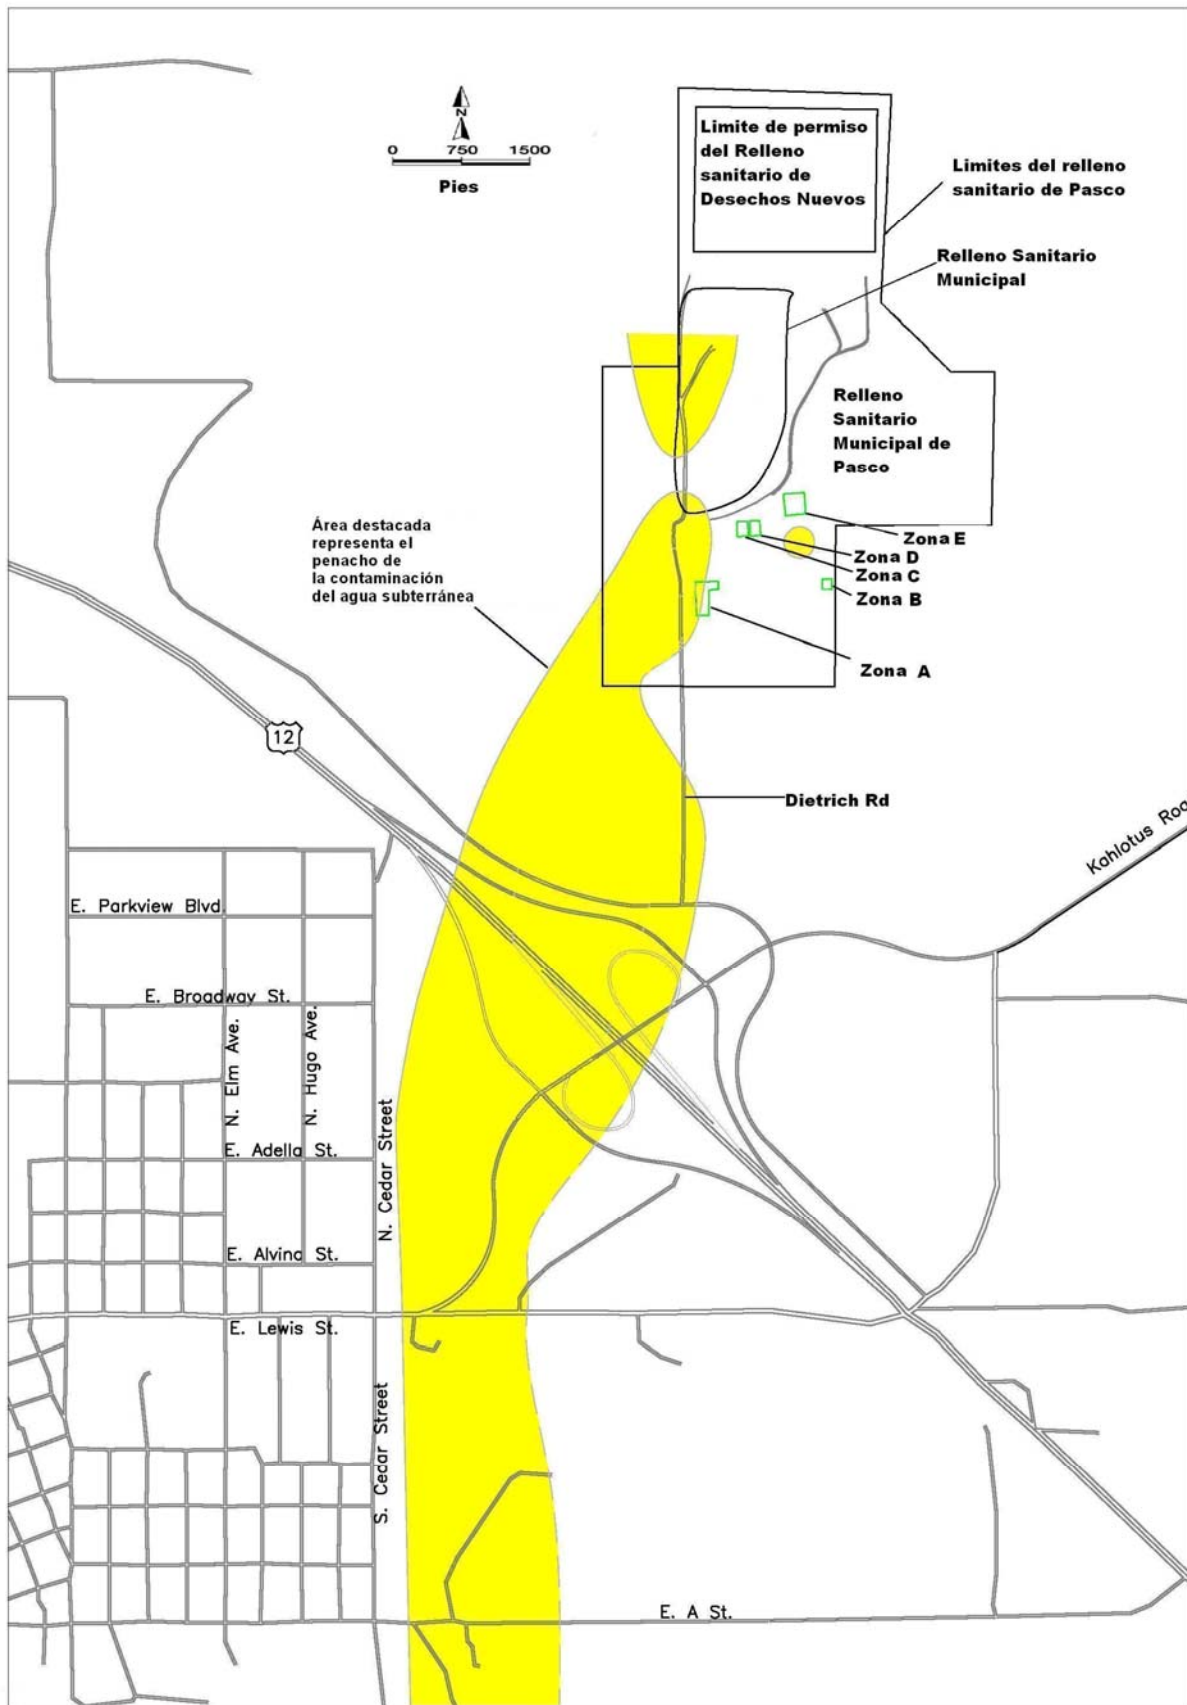 N
0 750 1500
Pies
Limite de permiso
del Relleno
sanitario de
Desechos Nuevos
Limites del relleno
sanitario de Pasco
Relleno Sanitario
Municipal
Relleno
Sanitario
Municipal de
Pasco
Área destacada
representa el
penacho de
la contaminación
del agua subterránea
Zona E
Zona D
Zona C
Zona B
Zona A
12
Dietrich Rd
Kahlotus Roa
E. Parkview Blvd.
E. Broadway St.
N. Elm Ave.
N. Hugo Ave.
N. Cedar Street
E. Adella St.
E. Alvina St.
E. Lewis St.
S. Cedar Street
E. A St.